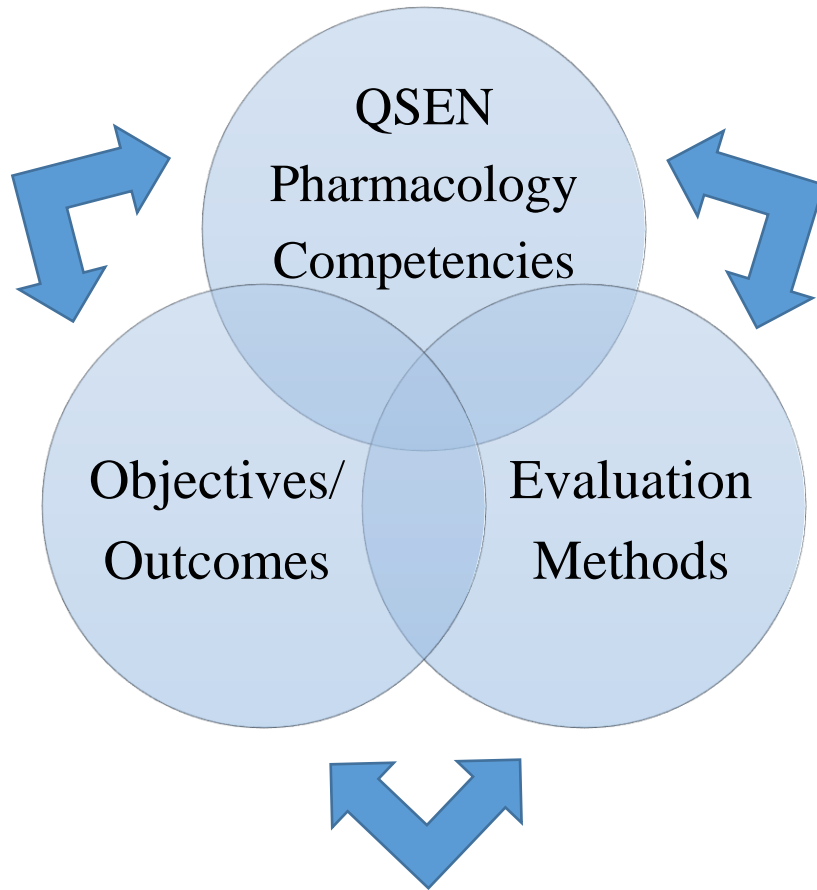 QSEN
Pharmacology
Competencies
Objectives/
Outcomes
Evaluation
Methods